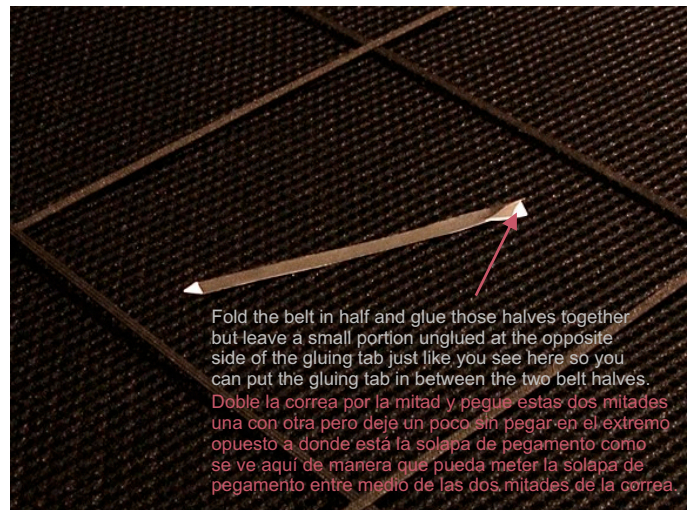 Fold the belt in half and glue those halves together
but leave a small portion unglued at the opposite
side of the gluing tab just like you see here so you
can put the gluing tab in between the two belt halves.
Doble la correa por la mitad y pegue estas dos mitades
una con otra pero deje un poco sin pegar en el extremo
opuesto a donde está la solapa de pegamento como
se ve aquí de manera que pueda meter la solapa de
pegamento entre medio de las dos mitades de la correa.